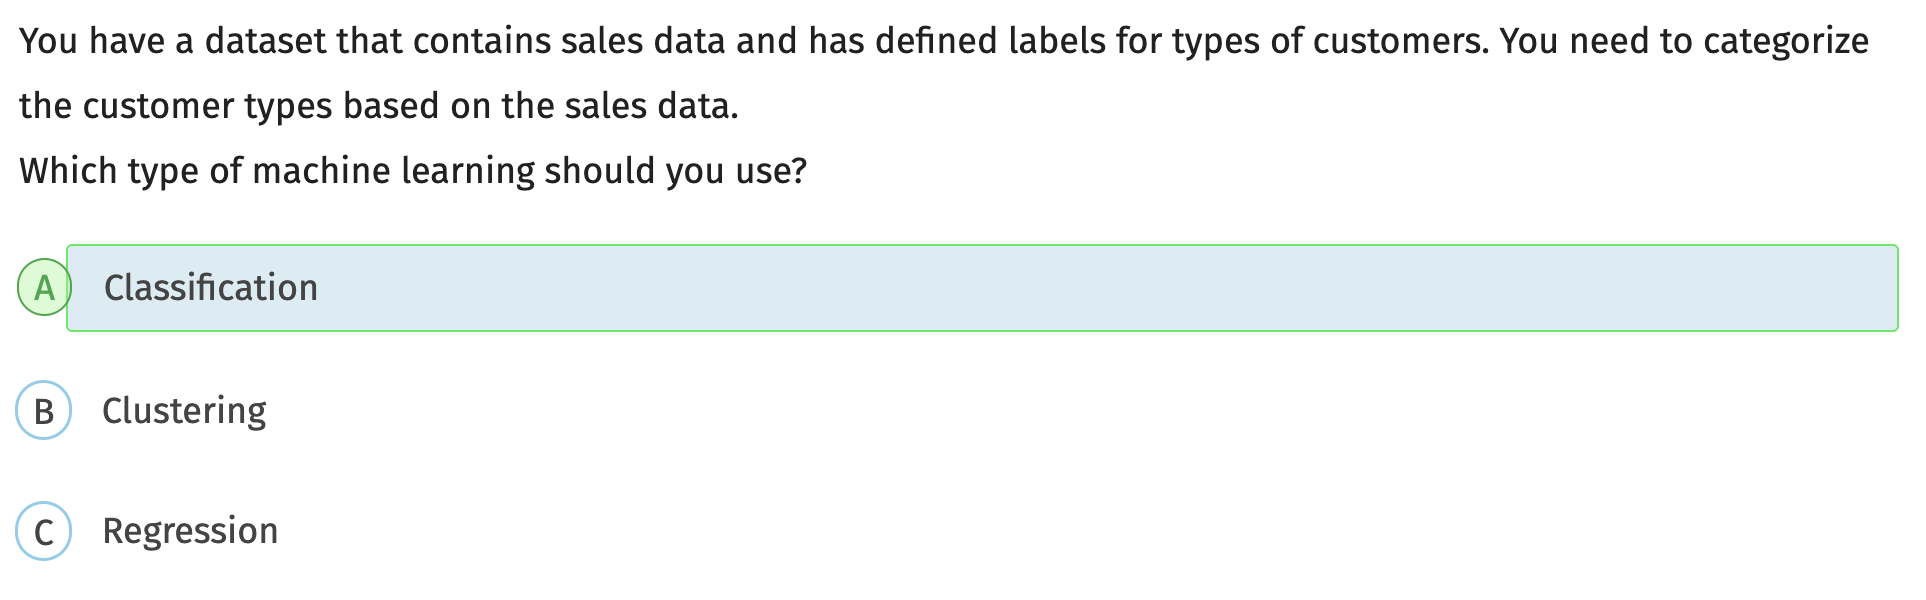 You have a dataset that contains sales data and has defined labels for types of customers. You need to categorize
the customer types based on the sales data.
Which type of machine learning should you use?
A Classification
B Clustering
C Regression